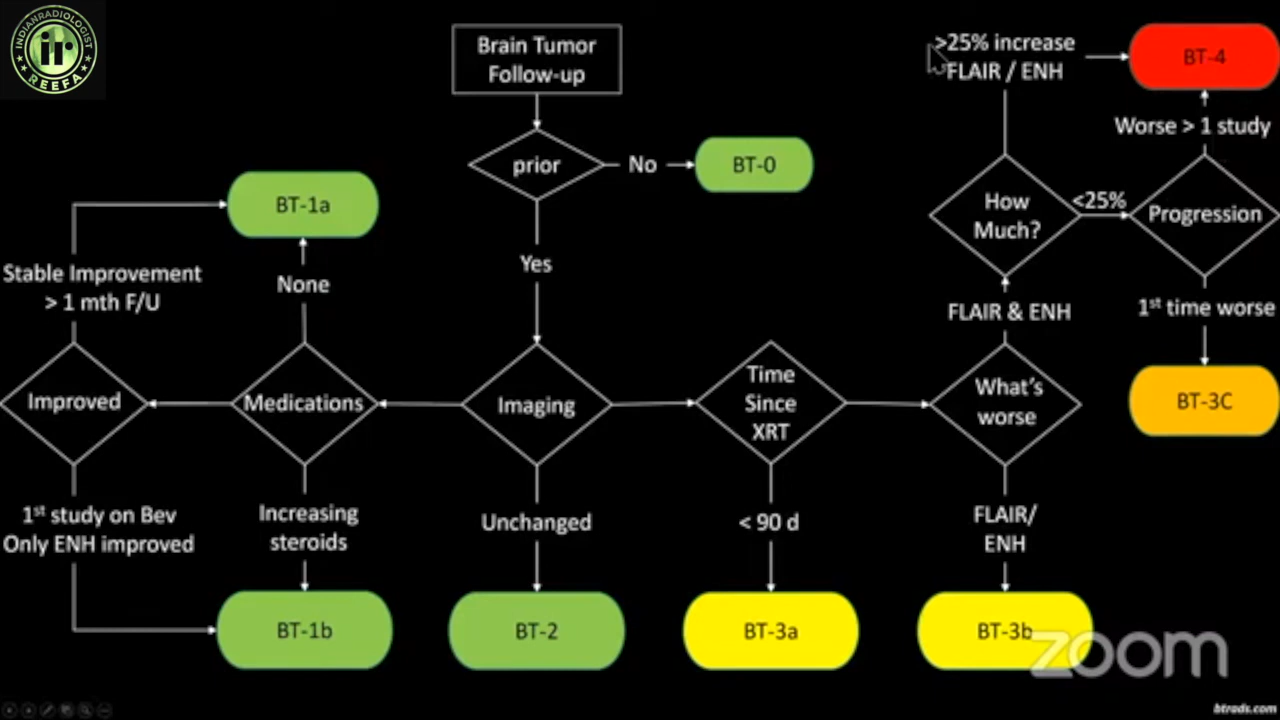 INDIANRADIOLOGIST
ir
REEFA
Brain Tumor
Follow-up
>25% increase
FLAIR / ENH
BT-4
Worse > 1 study
prior
No
BT-0
BT-1a
How
Much?
<25%
Progression
Yes
Stable Improvement
> 1 mth F/U
None
FLAIR & ENH
1st time worse
Improved
Medications
Imaging
Time
Since
XRT
What's
worse
BT-3C
1st study on Bev
Only ENH improved
Increasing
steroids
Unchanged
< 90 d
FLAIR/
ENH
BT-1b
BT-2
BT-3a
BT-3b
zoom
btrads.com